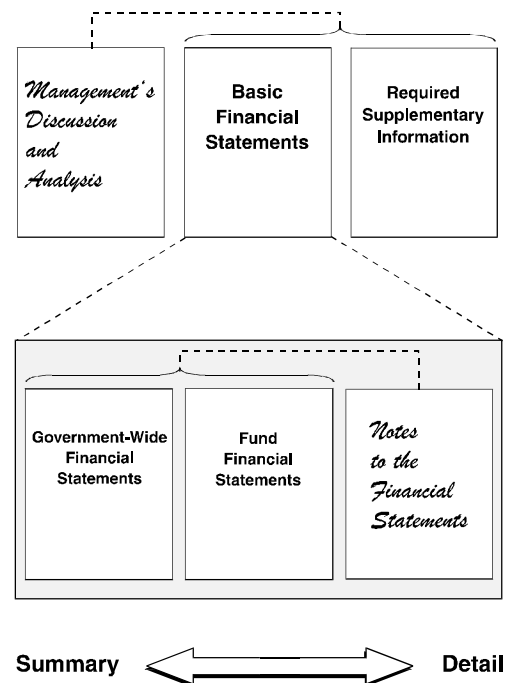 Management's
Discussion
and
Analysis
Basic
Financial
Statements
Required
Supplementary
Information
Government-Wide
Financial
Statements
Fund
Financial
Statements
Notes
to the
Financial
Statements
Summary
Detail